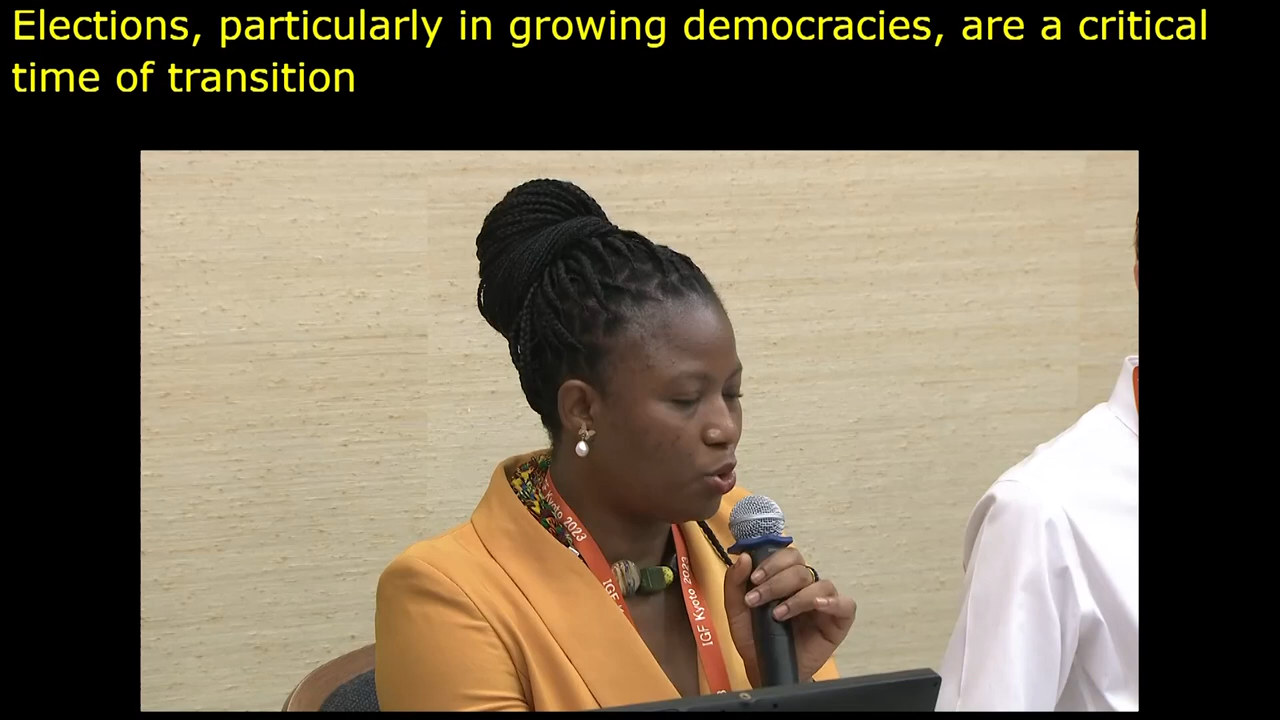 Elections, particularly in growing democracies, are a critical
time of transition
Kyoto 2023
IGF
IGF Kyoto 2023